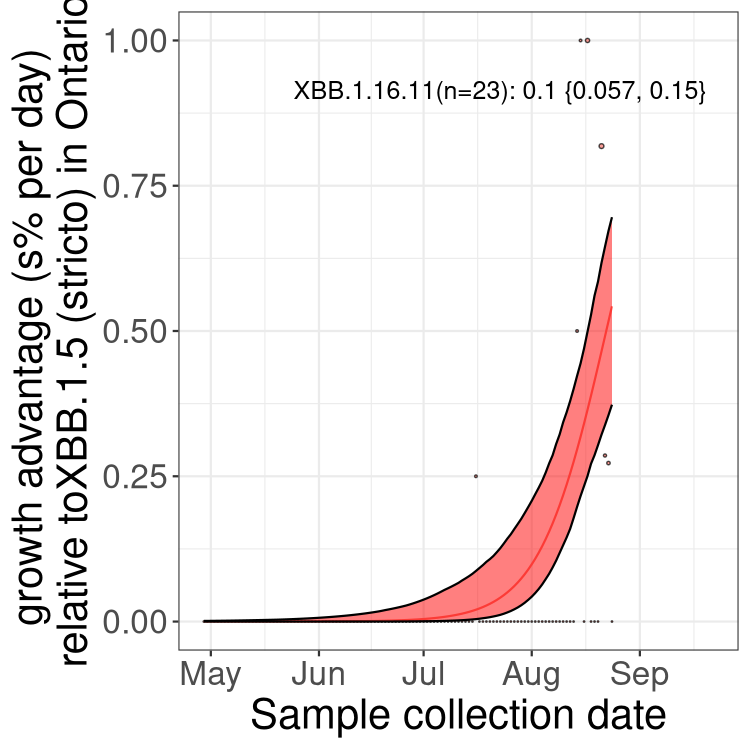 growth advantage (s% per day)
relative toXBB.1.5 (stricto) in Ontario
1.00
0.75
0.50
0.25
0.00
XBB.1.16.11(n=23): 0.1 {0.057, 0.15}
May Jun Jul Aug Sep
Sample collection date